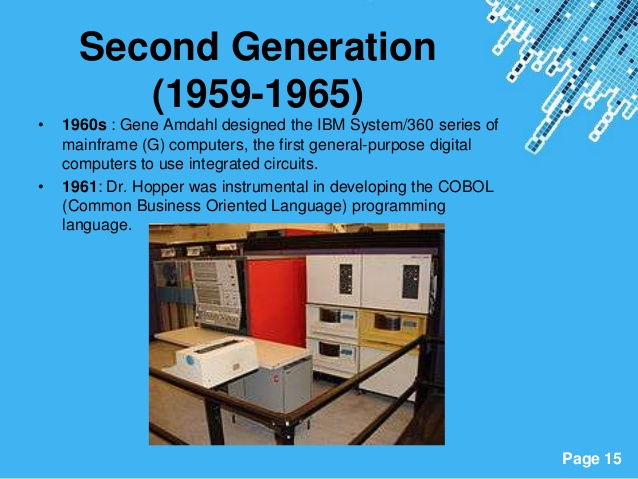 Second Generation
(1959-1965)
• 1960s : Gene Amdahl designed the IBM System/360 series of
mainframe (G) computers, the first general-purpose digital
computers to use integrated circuits.
• 1961: Dr. Hopper was instrumental in developing the COBOL
(Common Business Oriented Language) programming
language.
Page 15